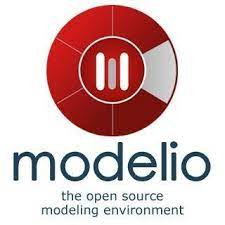 modelio
the open source
modeling environment